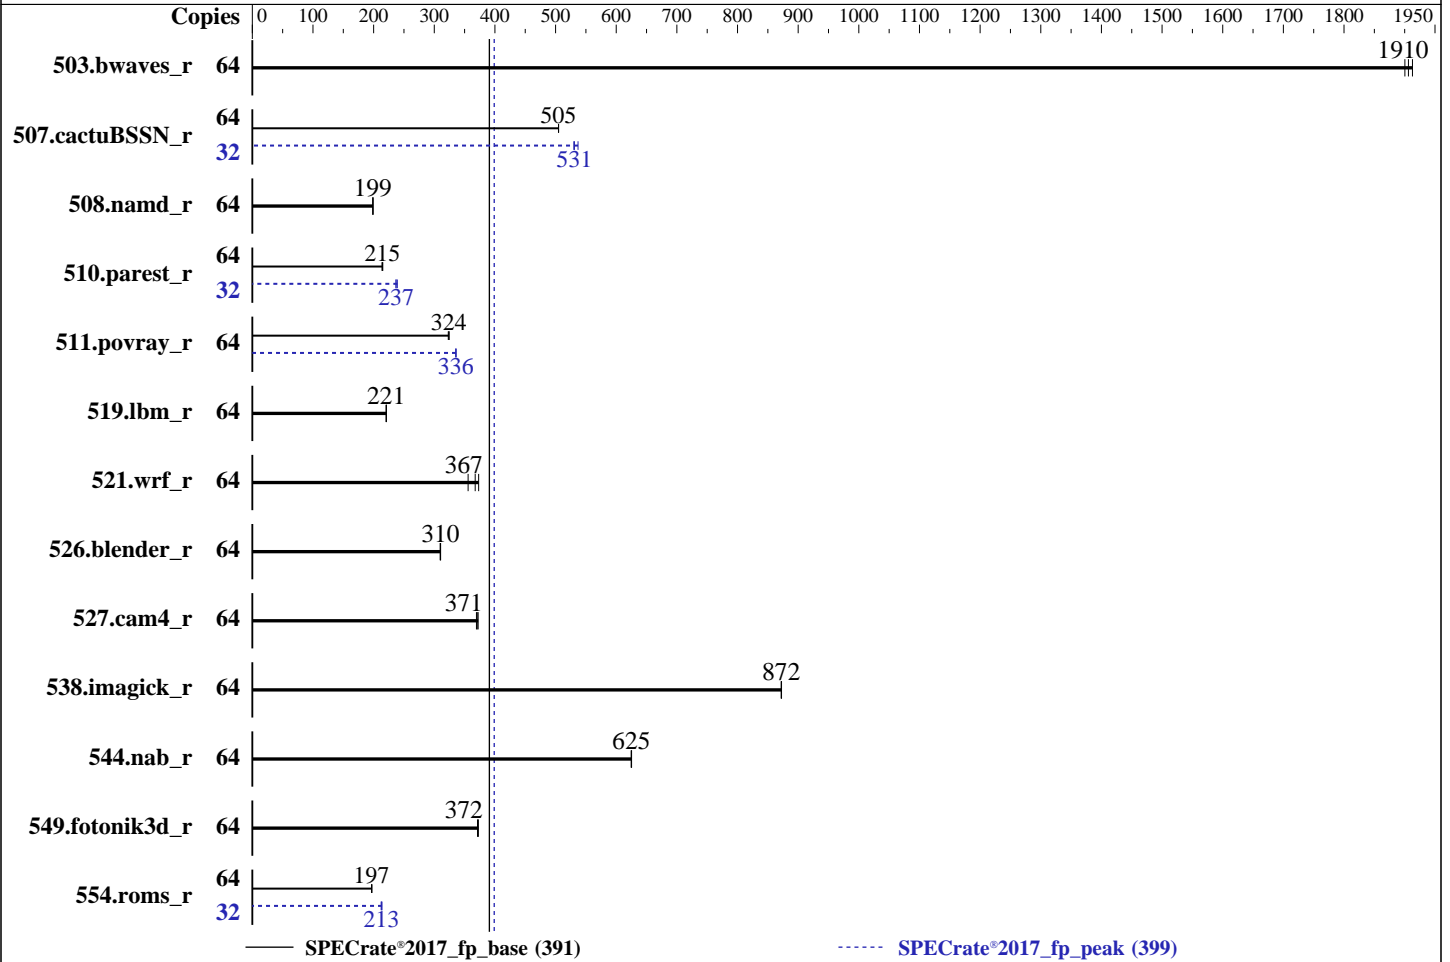 Copies 0 100 200 300 400 500 600 700 800 900 1000 1100 1200 1300 1400 1500 1600 1700 1800 1950
503.bwaves_r 64 1910
507.cactuBSSN_r 64 505
32 531
508.namd_r 64 199
510.parest_r 64 215
32 237
511.povray_r 64 324
336
519.lbm_r 64 221
521.wrf_r 64 367
526.blender_r 64 310
527.cam4_r 64 371
538.imagick_r 64 872
544.nab_r 64 625
549.fotonik3d_r 64 372
554.roms_r 64 197
32 213
SPECrate®2017_fp_base (391) SPECrate®2017_fp_peak (399)